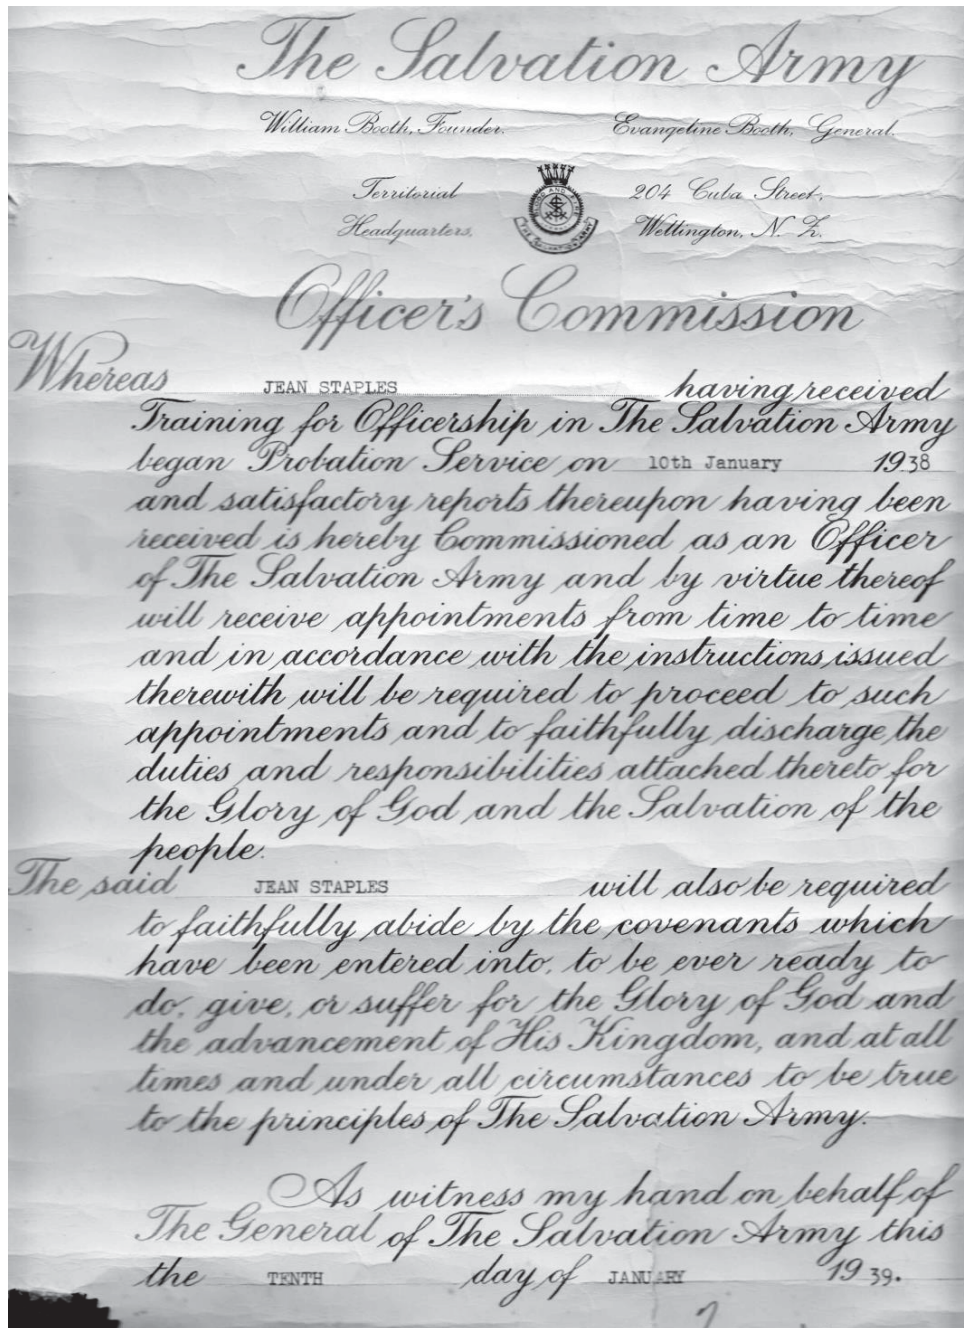 The Salvation Army
William Booth, Founder. Evangeline Booth, General.
Territorial Headquarters.
BLOOD AND FIRE
THE SALVATION ARMY
204 Cuba Street,
Wellington, N. Z.
Officer's Commission
Whereas JEAN STAPLES having received
Training for Officership in The Salvation Army
began Probation Service on 10th January 1938
and satisfactory reports thereupon having been
received is hereby Commissioned as an Officer
of The Salvation Army and by virtue thereof
will receive appointments from time to time
and in accordance with the instructions issued
therewith will be required to proceed to such
appointments and to faithfully discharge the
duties and responsibilities attached thereto for
the Glory of God and the Salvation of the
people.
The said JEAN STAPLES will also be required
to faithfully abide by the covenants which
have been entered into, to be ever ready to
do, give, or suffer for the Glory of God and
the advancement of His Kingdom, and at all
times and under all circumstances to be true
to the principles of The Salvation Army.
As witness my hand on behalf of
The General of The Salvation Army this
the TENTH day of JANUARY 1939.